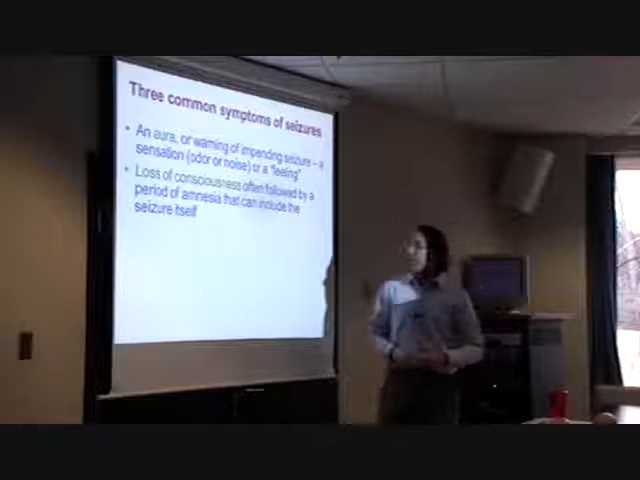 Three common symptoms of seizures
• An aura, or warning of impending seizure – a
sensation (odor or noise) or a "feeling"
• Loss of consciousness often followed by a
period of amnesia that can include the
seizure itself